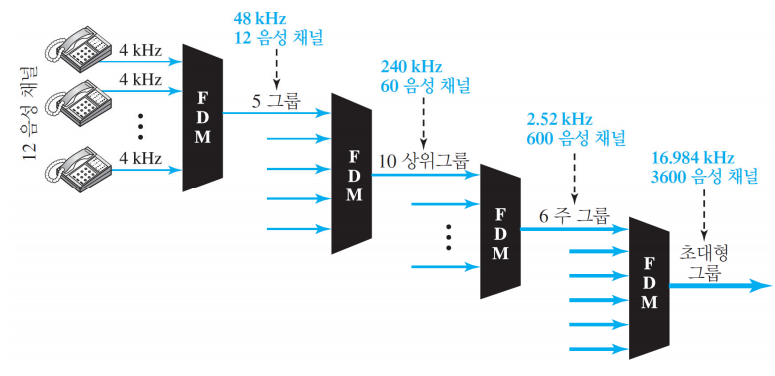 12 음성 채널
4 kHz
4 kHz
4 kHz
F
D
M
48 kHz
12 음성 채널
5 그룹
F
D
M
240 kHz
60 음성 채널
10 상위그룹
F
D
M
2.52 kHz
600 음성 채널
6 주 그룹
F
D
M
16.984 kHz
3600 음성 채널
초대형
그룹